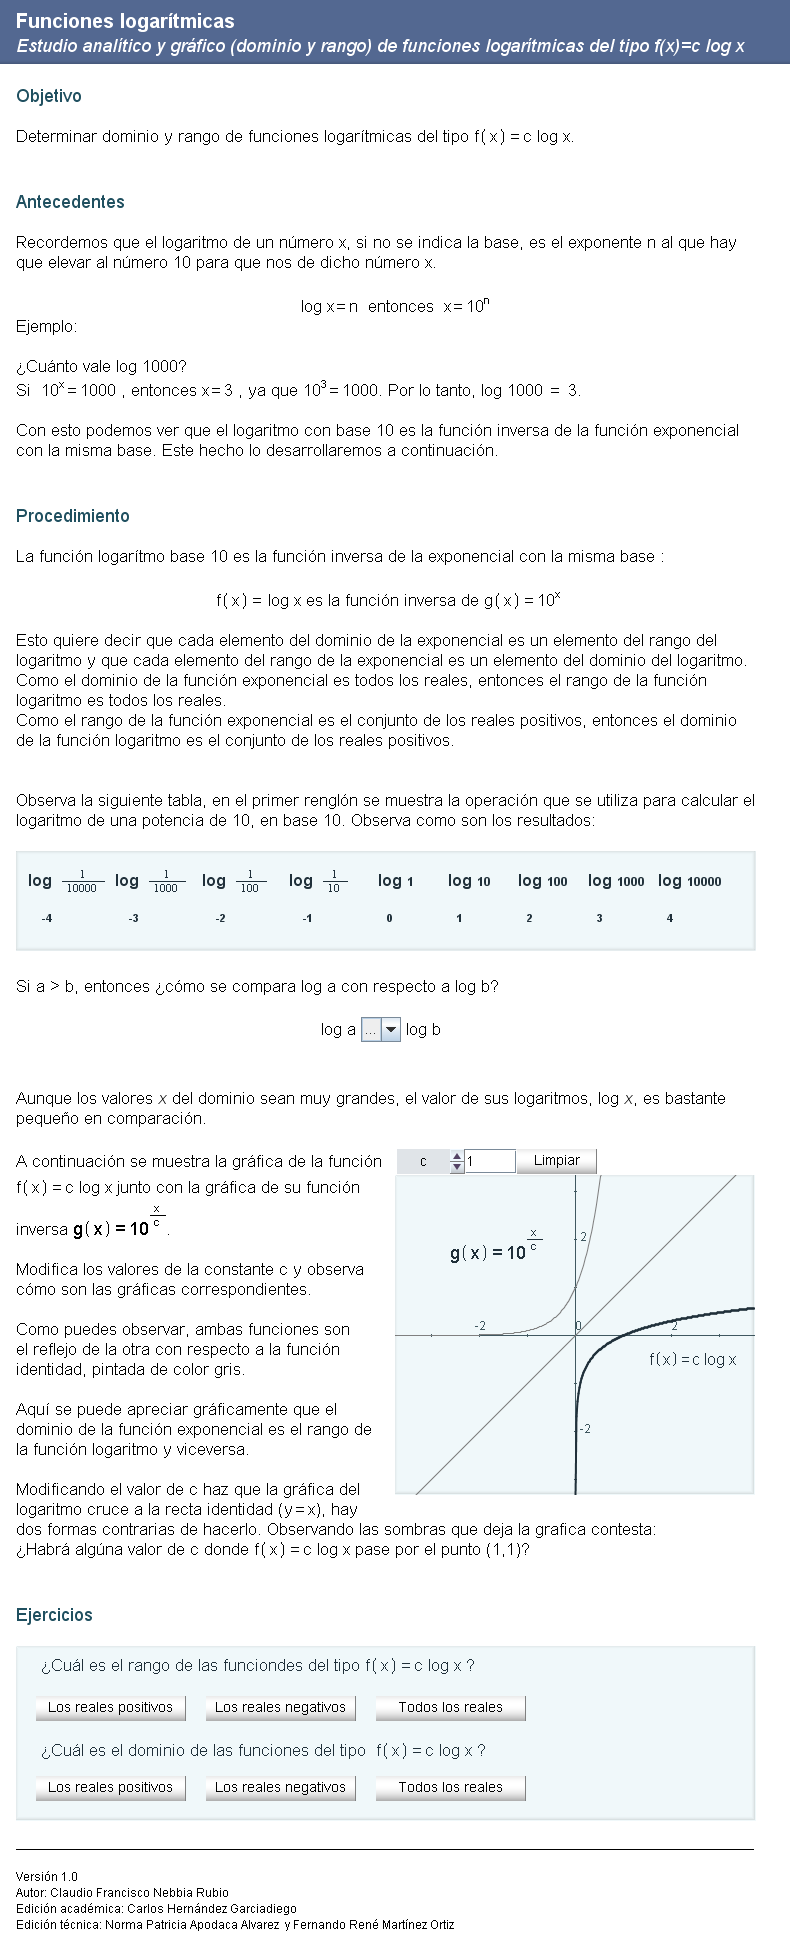 Funciones logarítmicas
Estudio analítico y gráfico (dominio y rango) de funciones logarítmicas del tipo f(x)=c log x
Objetivo
Determinar dominio y rango de funciones logarítmicas del tipo f( x ) = c log x.
Antecedentes
Recordemos que el logaritmo de un número x, si no se indica la base, es el exponente n al que hay
que elevar al número 10 para que nos de dicho número x.
log x = n entonces x = 10^n
Ejemplo:
¿Cuánto vale log 1000?
Si 10^x = 1000 , entonces x = 3 , ya que 10^3 = 1000. Por lo tanto, log 1000 = 3.
Con esto podemos ver que el logaritmo con base 10 es la función inversa de la función exponencial
con la misma base. Este hecho lo desarrollaremos a continuación.
Procedimiento
La función logarítmo base 10 es la función inversa de la exponencial con la misma base :
f( x ) = log x es la función inversa de g( x ) = 10^x
Esto quiere decir que cada elemento del dominio de la exponencial es un elemento del rango del
logaritmo y que cada elemento del rango de la exponencial es un elemento del dominio del logaritmo.
Como el dominio de la función exponencial es todos los reales, entonces el rango de la función
logaritmo es todos los reales.
Como el rango de la función exponencial es el conjunto de los reales positivos, entonces el dominio
de la función logaritmo es el conjunto de los reales positivos.
Observa la siguiente tabla, en el primer renglón se muestra la operación que se utiliza para calcular el
logaritmo de una potencia de 10, en base 10. Observa como son los resultados:
log 1/10000 log 1/1000 log 1/100 log 1/10 log 1 log 10 log 100 log 1000 log 10000
-4 -3 -2 -1 0 1 2 3 4
Si a > b, entonces ¿cómo se compara log a con respecto a log b?
log a ... log b
Aunque los valores x del dominio sean muy grandes, el valor de sus logaritmos, log x, es bastante
pequeño en comparación.
A continuación se muestra la gráfica de la función
f( x ) = c log x junto con la gráfica de su función
inversa g( x ) = 10^x/c .
Modifica los valores de la constante c y observa
cómo son las gráficas correspondientes.
Como puedes observar, ambas funciones son
el reflejo de la otra con respecto a la función
identidad, pintada de color gris.
Aquí se puede apreciar gráficamente que el
dominio de la función exponencial es el rango de
la función logaritmo y viceversa.
Modificando el valor de c haz que la gráfica del
logaritmo cruce a la recta identidad (y = x), hay
dos formas contrarias de hacerlo. Observando las sombras que deja la grafica contesta:
¿Habrá algúna valor de c donde f( x ) = c log x pase por el punto (1,1)?
c 1 Limpiar
g( x ) = 10^x/c
2
-2 0 2
f( x ) = c log x
-2
Ejercicios
¿Cuál es el rango de las funciondes del tipo f( x ) = c log x ?
Los reales positivos Los reales negativos Todos los reales
¿Cuál es el dominio de las funciones del tipo f( x ) = c log x ?
Los reales positivos Los reales negativos Todos los reales
Versión 1.0
Autor: Claudio Francisco Nebbia Rubio
Edición académica: Carlos Hernández Garciadiego
Edición técnica: Norma Patricia Apodaca Alvarez y Fernando René Martínez Ortiz